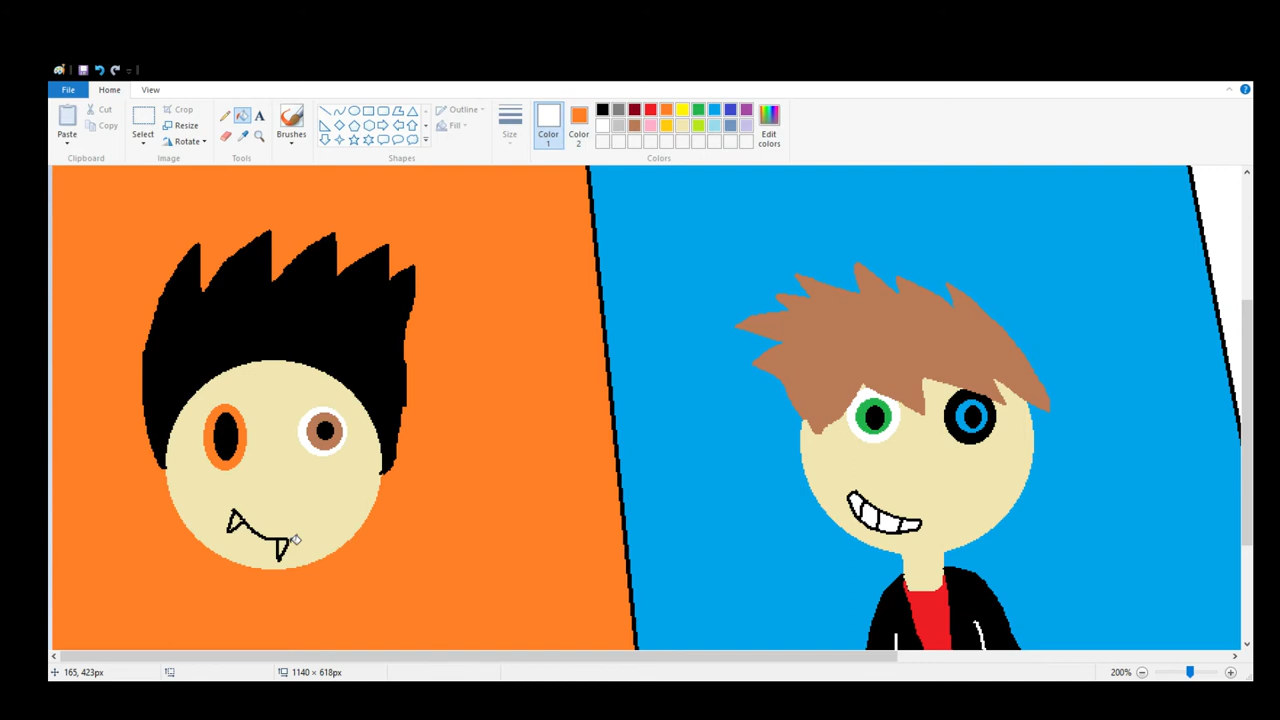 File Home View
Cut
Copy
Paste
Clipboard
Select
Crop
Resize
Rotate
Image
A
Tools
Brushes
Outline
Fill
Shapes
Size
Color 1
Color 2
Edit colors
Colors
165, 423px
1140 × 618px
200%